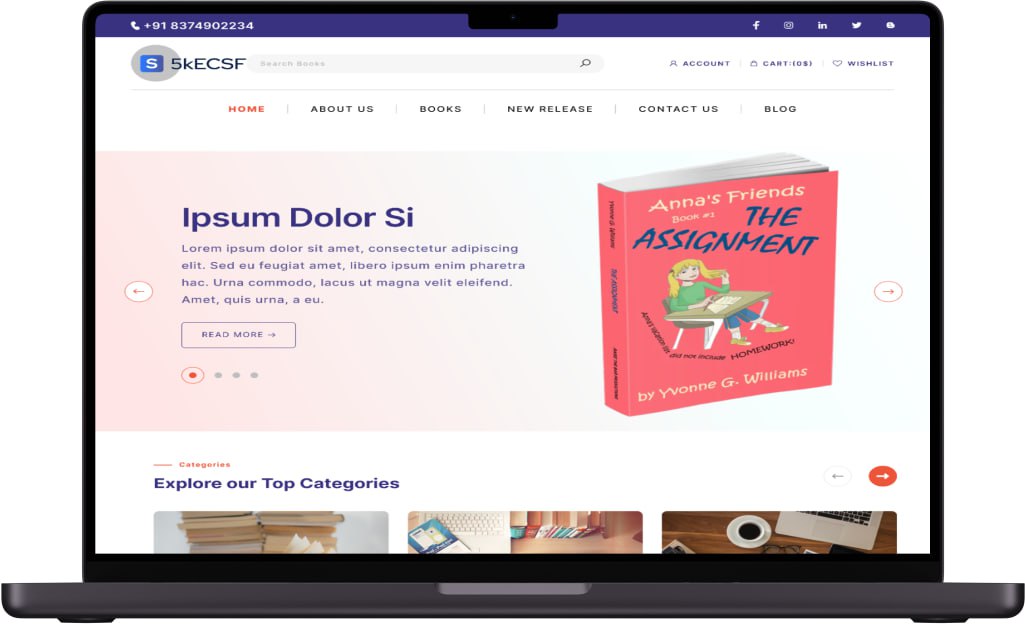 +91 8374902234
S 5kECSF
Search Books
ACCOUNT
CART:(0$)
WISHLIST
HOME
ABOUT US
BOOKS
NEW RELEASE
CONTACT US
BLOG
Ipsum Dolor Si
Lorem ipsum dolor sit amet, consectetur adipiscing
elit. Sed eu feugiat amet, libero ipsum enim pharetra
hac. Urna commodo, lacus ut magna velit eleifend.
Amet, quis urna, a eu.
READ MORE
Anna's Friends
Book #1
THE
ASSIGNMENT
Anna's vacation list
did not include HOMEWORK!
by Yvonne G. Williams
Yvonne G. Williams
THE ASSIGNMENT
Categories
Explore our Top Categories